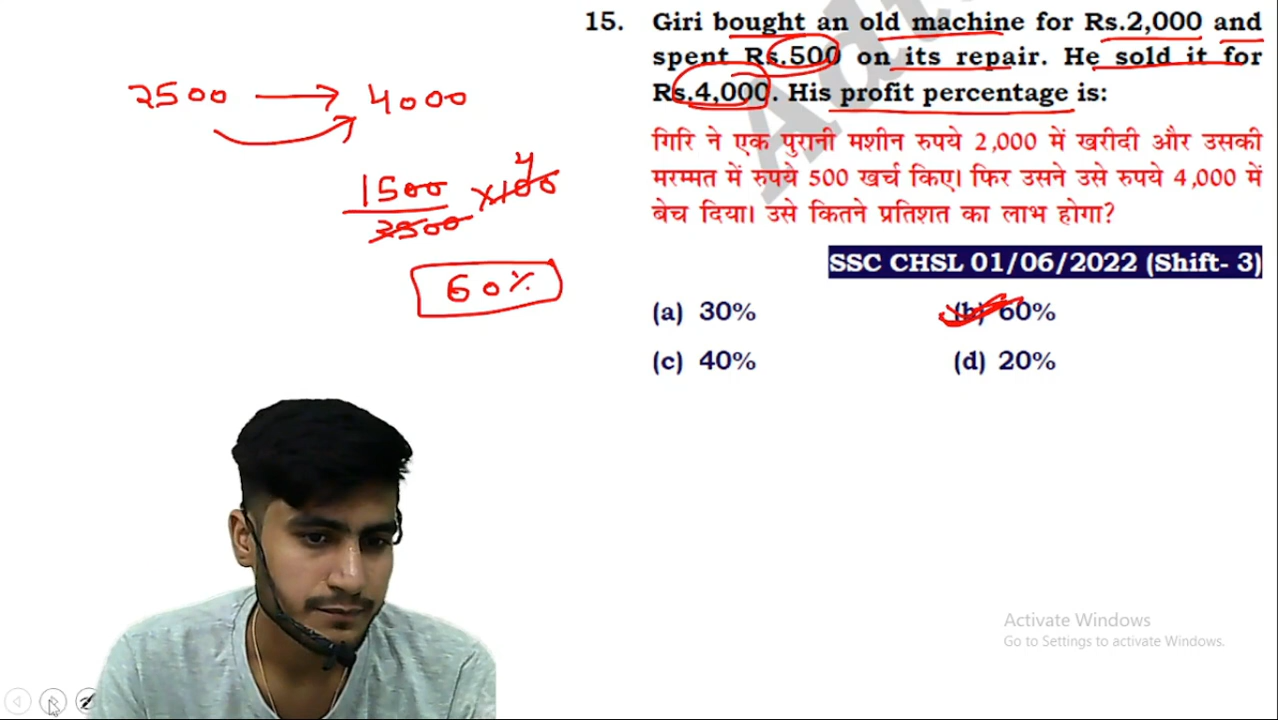 15. Giri bought an old machine for Rs.2,000 and
spent Rs.500 on its repair. He sold it for
Rs.4,000. His profit percentage is:
गिरि ने एक पुरानी मशीन रुपये 2,000 में खरीदी और उसकी
मरम्मत में रुपये 500 खर्च किए। फिर उसने उसे रुपये 4,000 में
बेच दिया। उसे कितने प्रतिशत का लाभ होगा?
SSC CHSL 01/06/2022 (Shift- 3)
(a) 30% (b) 60%
(c) 40% (d) 20%
2500 → 4000
4
1500 ×100
2500
60%
Activate Windows
Go to Settings to activate Windows.